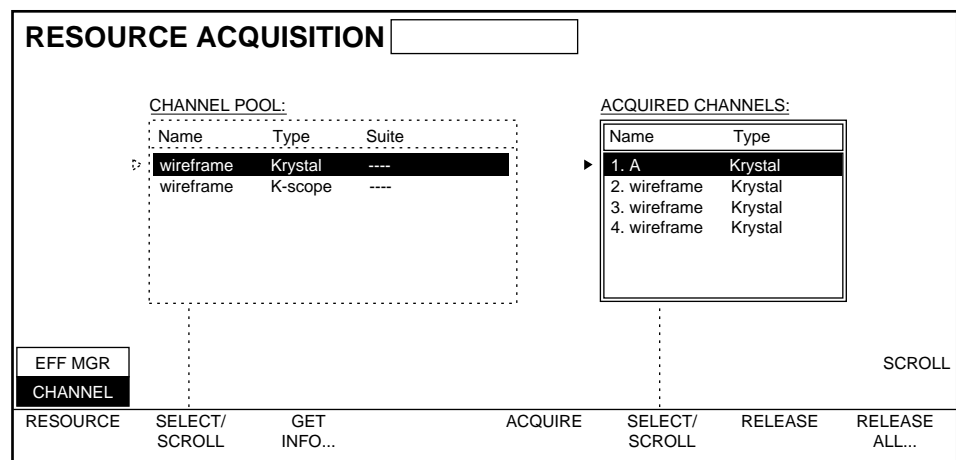 RESOURCE ACQUISITION
CHANNEL POOL:
Name Type Suite
wireframe Krystal ----
wireframe K-scope ----
ACQUIRED CHANNELS:
Name Type
1. A Krystal
2. wireframe Krystal
3. wireframe Krystal
4. wireframe Krystal
EFF MGR
CHANNEL
SCROLL
RESOURCE
SELECT/
SCROLL
GET
INFO...
ACQUIRE
SELECT/
SCROLL
RELEASE
RELEASE
ALL...